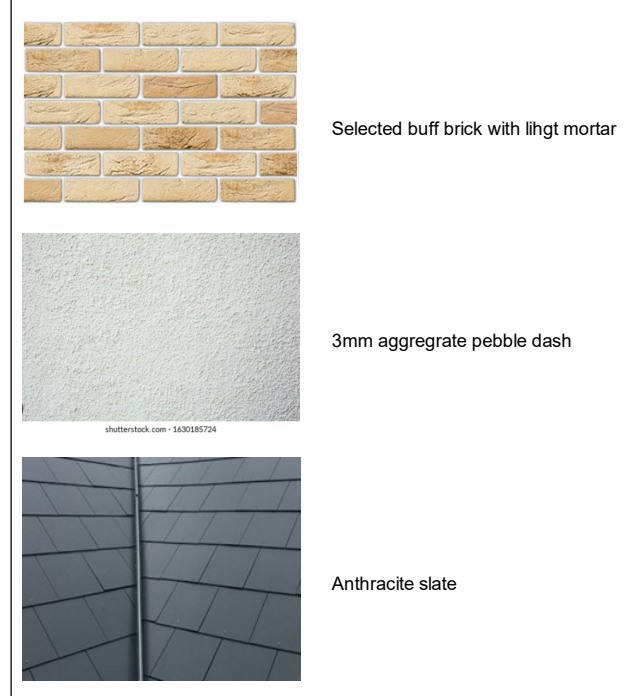 Selected buff brick with lihgt mortar
3mm aggregrate pebble dash
shutterstock.com · 1630185724
Anthracite slate